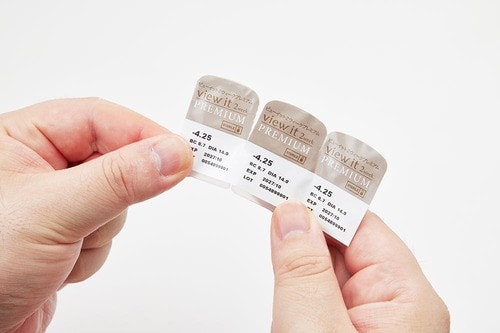 view it 2week
PREMIUM
-4.25
BC 8.7 DIA 14.0
2027/10
view it 2week
PREMIUM
-4.25
BC 8.7 DIA 14.0
EXP 2027/10
LOT
view it 2week
PREMIUM
-4.25
BC 8.7 DIA 14.0
EXP 2027/10
LOT